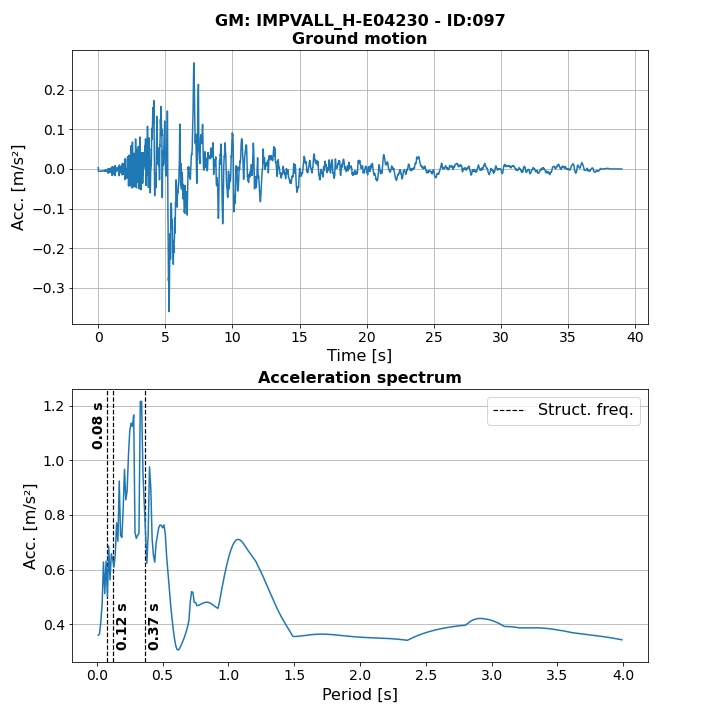 GM: IMPVALL_H-E04230 - ID:097
Ground motion
Acc. [m/s²]
0.2
0.1
0.0
−0.1
−0.2
−0.3
0 5 10 15 20 25 30 35 40
Time [s]
Acceleration spectrum
Acc. [m/s²]
1.2
1.0
0.8
0.6
0.4
Struct. freq.
0.08 s
0.12 s
0.37 s
0.0 0.5 1.0 1.5 2.0 2.5 3.0 3.5 4.0
Period [s]